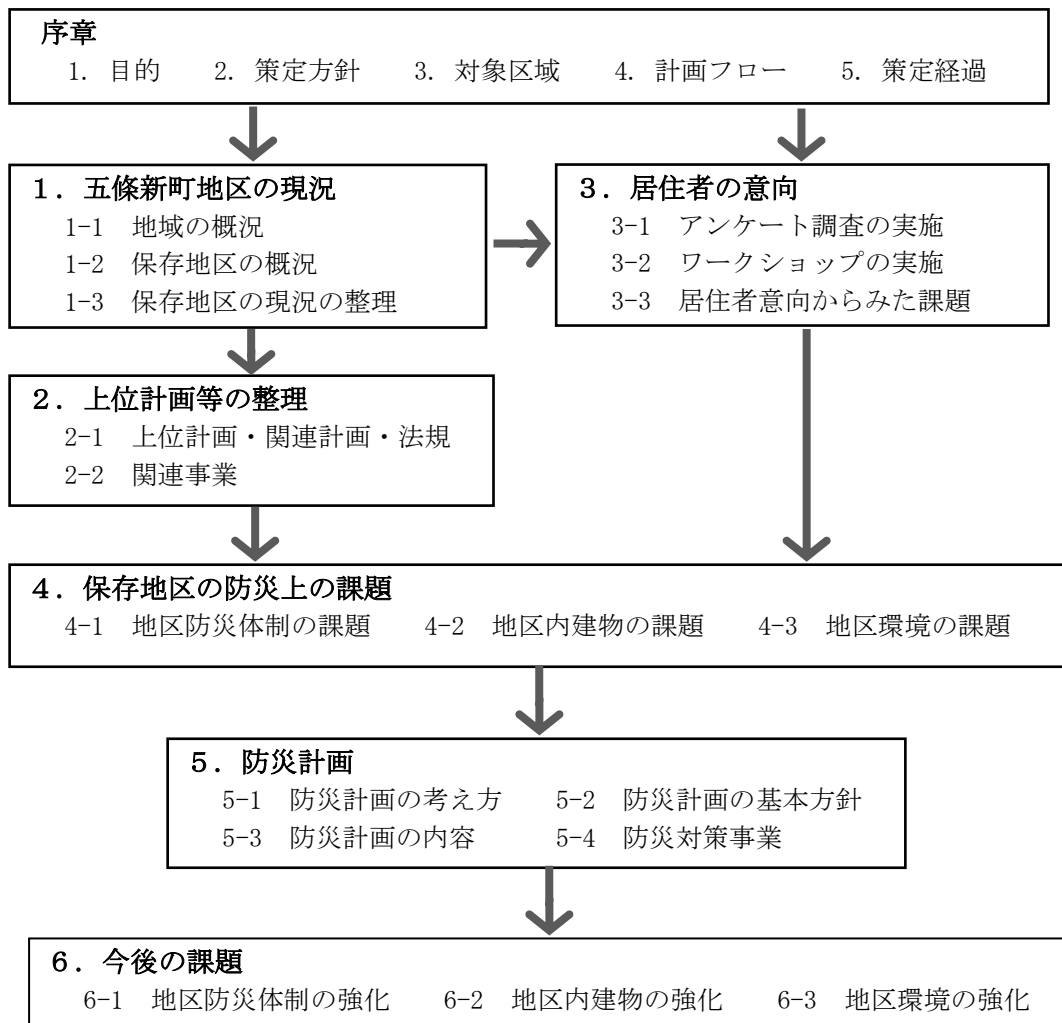 序章
1. 目的 2. 策定方針 3. 対象区域 4. 計画フロー 5. 策定経過
1. 五條新町地区の現況
1-1 地域の概況
1-2 保存地区の概況
1-3 保存地区の現況の整理
3. 居住者の意向
3-1 アンケート調査の実施
3-2 ワークショップの実施
3-3 居住者意向からみた課題
2. 上位計画等の整理
2-1 上位計画・関連計画・法規
2-2 関連事業
4. 保存地区の防災上の課題
4-1 地区防災体制の課題 4-2 地区内建物の課題 4-3 地区環境の課題
5. 防災計画
5-1 防災計画の考え方 5-2 防災計画の基本方針
5-3 防災計画の内容 5-4 防災対策事業
6. 今後の課題
6-1 地区防災体制の強化 6-2 地区内建物の強化 6-3 地区環境の強化